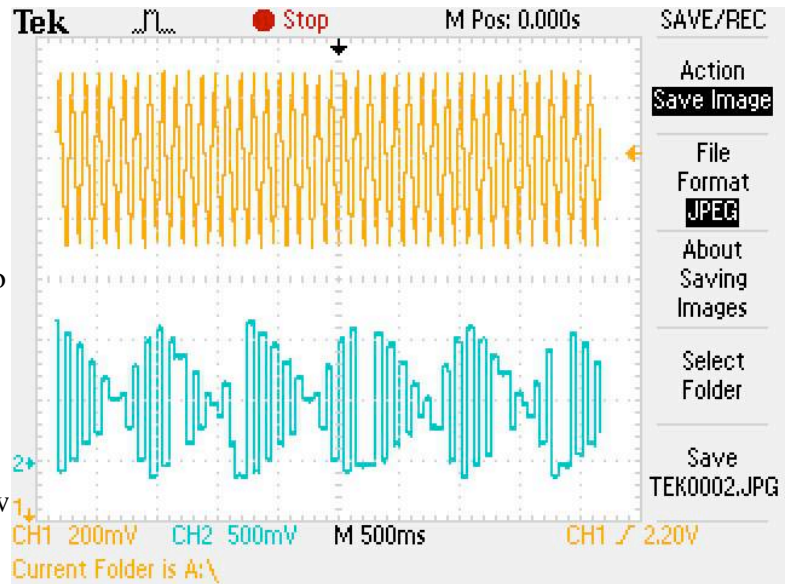 Tek Stop M Pos: 0.000s SAVE/REC
Action
Save Image
File
Format
JPEG
About
Saving
Images
Select
Folder
Save
TEK0002.JPG
2
1
CH1 200mV CH2 500mV M 500ms CH1 2.20V
Current Folder is A:\